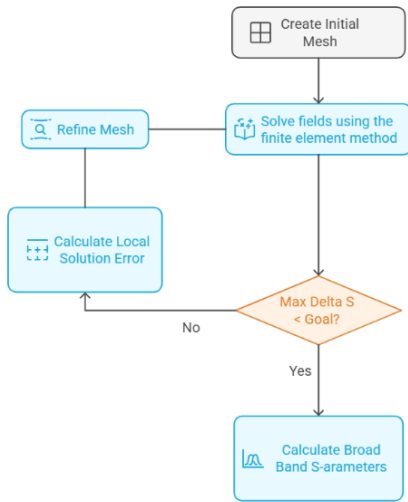 Create Initial
Mesh
Refine Mesh
Solve fields using the
finite element method
Calculate Local
Solution Error
Max Delta S
< Goal?
No
Yes
Calculate Broad
Band S-arameters